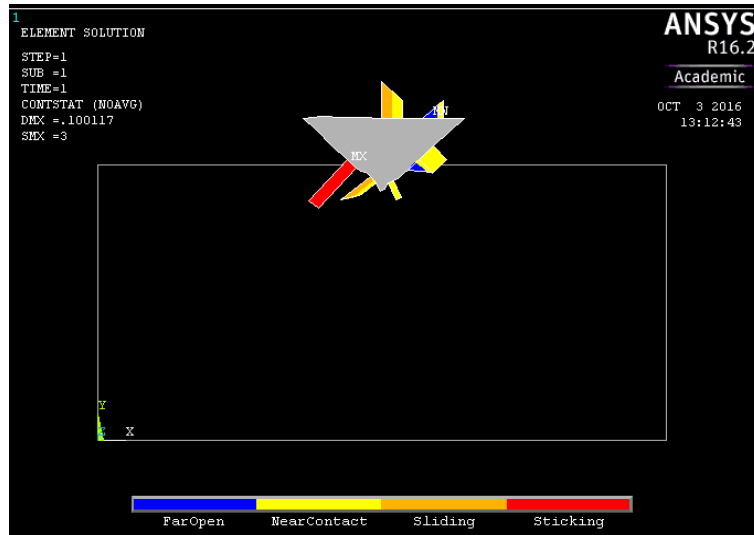 1
ELEMENT SOLUTION
STEP=1
SUB =1
TIME=1
CONTSTAT (NOAVG)
DMX =.100117
SMX =3
ANSYS
R16.2
Academic
OCT 3 2016
13:12:43
MN
MX
Y
Z X
FarOpen NearContact Sliding Sticking